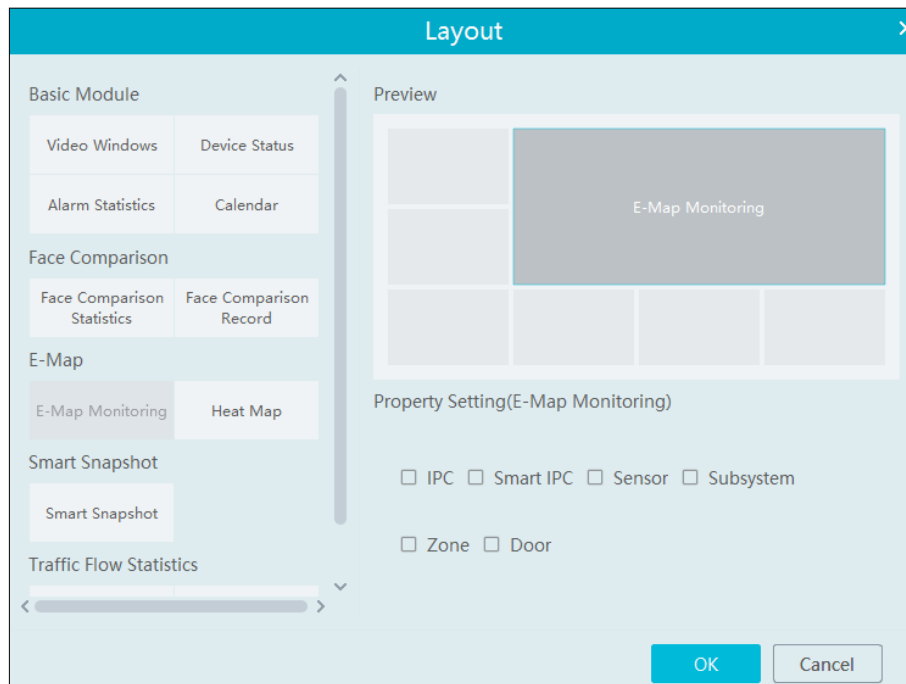 Layout
Basic Module
Video Windows
Device Status
Alarm Statistics
Calendar
Face Comparison
Face Comparison
Statistics
Face Comparison
Record
E-Map
E-Map Monitoring
Heat Map
Smart Snapshot
Smart Snapshot
Traffic Flow Statistics
Preview
E-Map Monitoring
Property Setting(E-Map Monitoring)
IPC Smart IPC Sensor Subsystem
Zone Door
OK Cancel